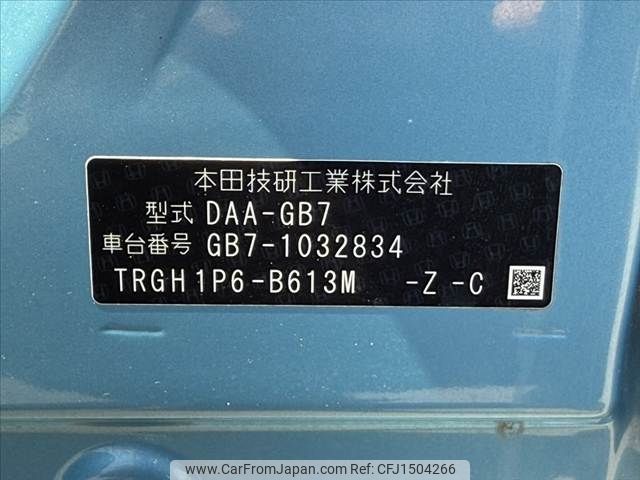 本田技研工業株式会社
型式 DAA-GB7
車台番号 GB7-1032834
TRGH1P6-B613M -Z-C
www.CarFromJapan.com REF No. CFJ1504266